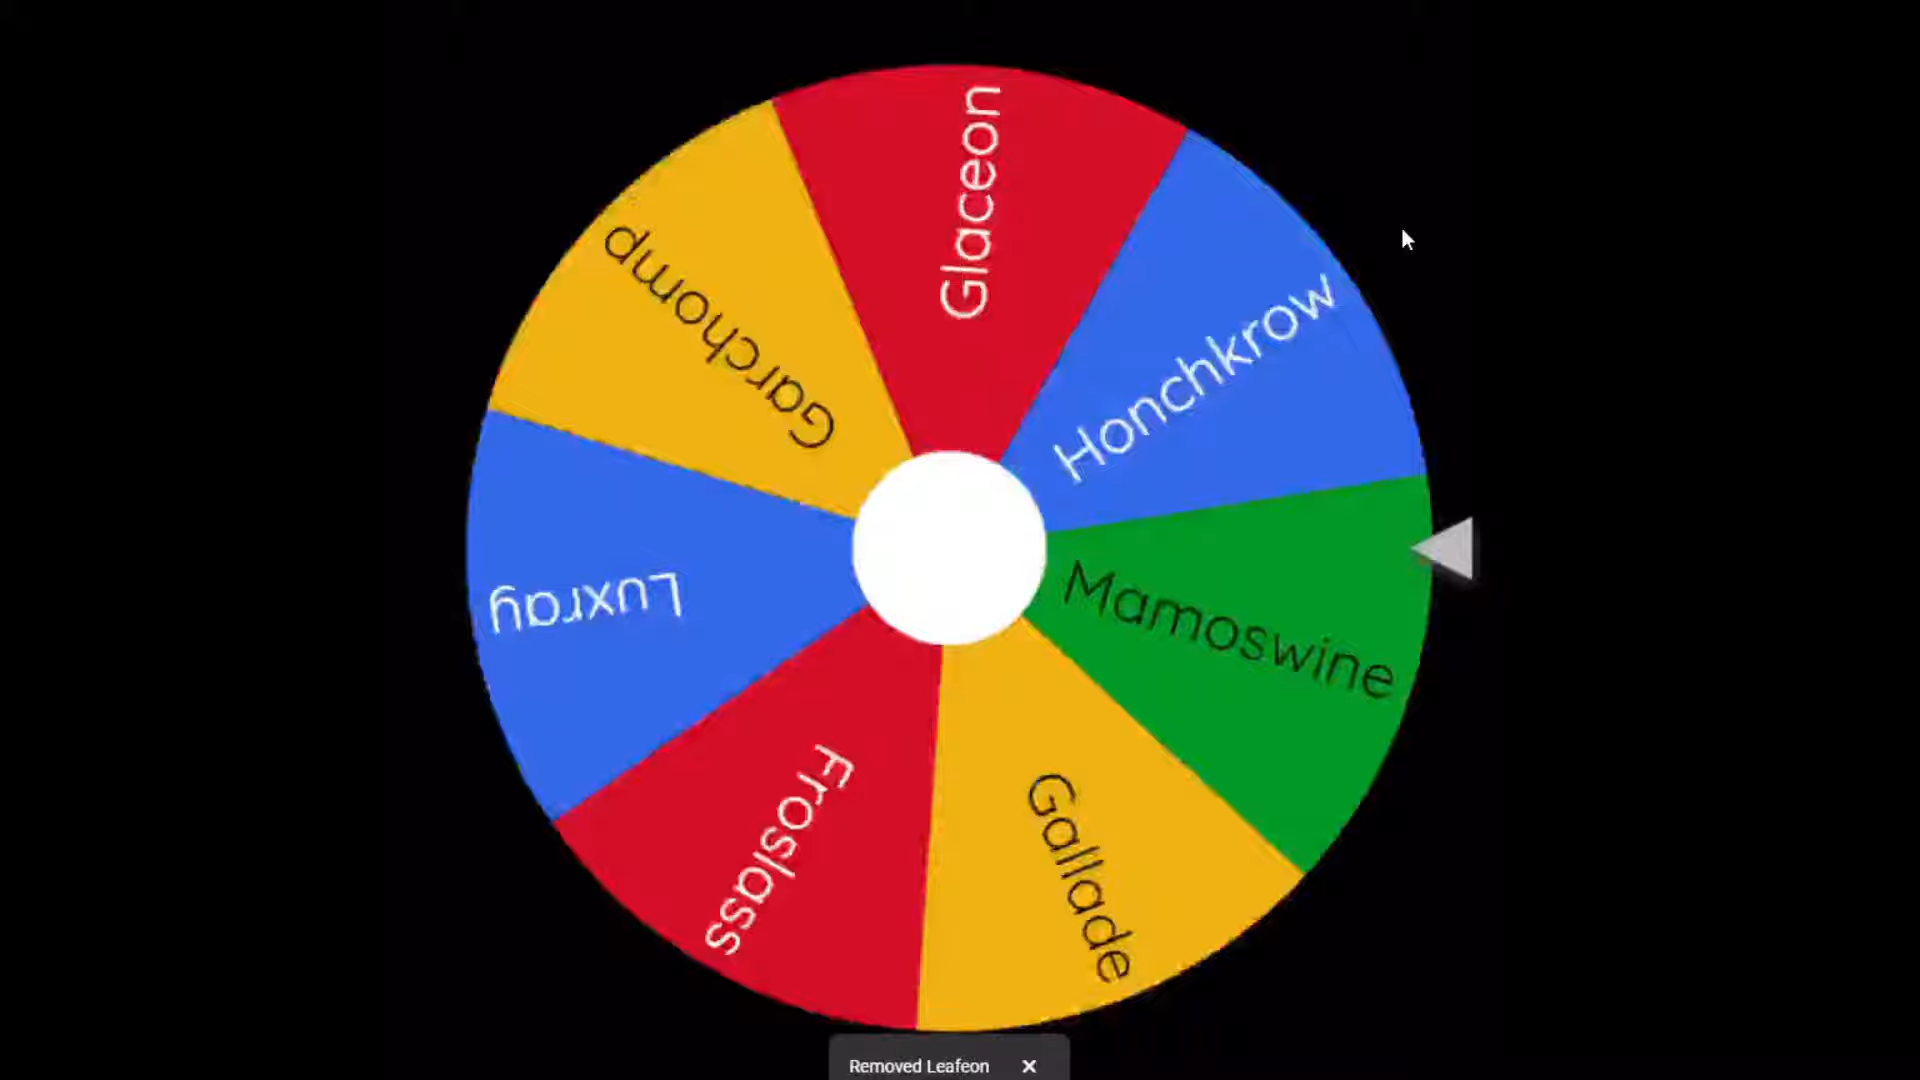 Glaceon
Honchkrow
Mamoswine
Gallade
Froslass
Luxray
Garchomp
Removed Leafeon